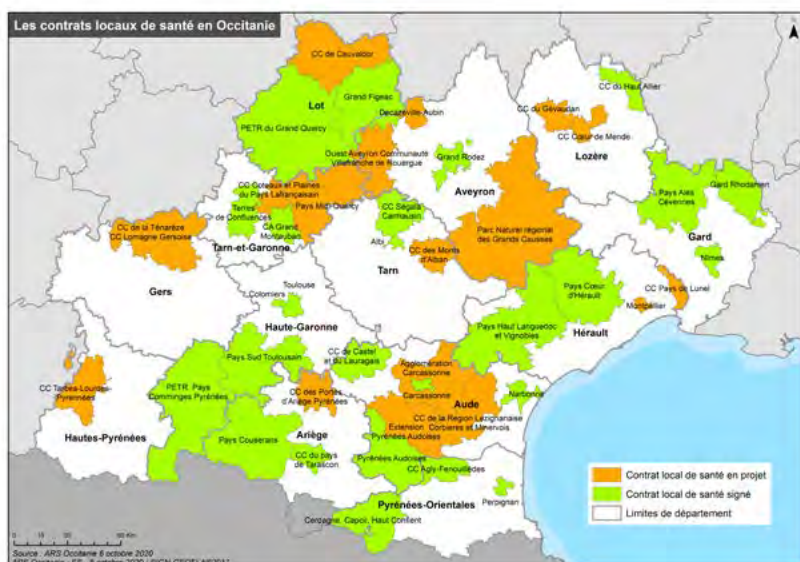 Les contrats locaux de santé en Occitanie
N
CC de Cauvaldor
Lot
Grand Figeac
PETR du Grand Quercy
Decazeville-Aubin
Ouest Aveyron Communauté
Villefranche de Rouergue
CC du Haut Allier
CC du Gévaudan
CC Cœur de Mende
Lozère
Grand Rodez
Aveyron
CC Coteaux et Plaines
du Pays Lafrançaisain
Terres
de Confluences
Pays Midi-Quercy
CA Grand
Montauban
Tarn-et-Garonne
CC Ségala
Carmausin
Albi
CC des Monts
d'Alban
Tarn
Parc Naturel régional
des Grands Causses
Pays Ales
Cévennes
Gard Rhodanien
Gard
Nîmes
CC de la Ténarèze
CC Lomagne Gersoise
Gers
Toulouse
Colomiers
Haute-Garonne
Pays Cœur
d'Hérault
Montpellier
CC Pays de Lunel
Pays Haut Languedoc
et Vignobles
Hérault
Pays Sud Toulousain
CC de Castel
et du Lauragais
Agglomération
Carcassonne
Carcassonne
Narbonne
Aude
CC de la Région Lézignanaise
Extension
Corbières et Minervois
Pyrénées Audoises
CC Tarbes-Lourdes-
Pyrennées
Hautes-Pyrénées
PETR Pays
Comminges Pyrénées
CC des Portes
d'Ariège Pyrénées
Ariège
Pays Couserans
CC du pays
de Tarascon
Pyrénées Audoises
CC Agly-Fenouillèdes
Pyrénées-Orientales
Perpignan
Cerdagne, Capcir, Haut Conflent
Contrat local de santé en projet
Contrat local de santé signé
Limites de département
60 Km
Source : ARS Occitanie 6 octobre 2020